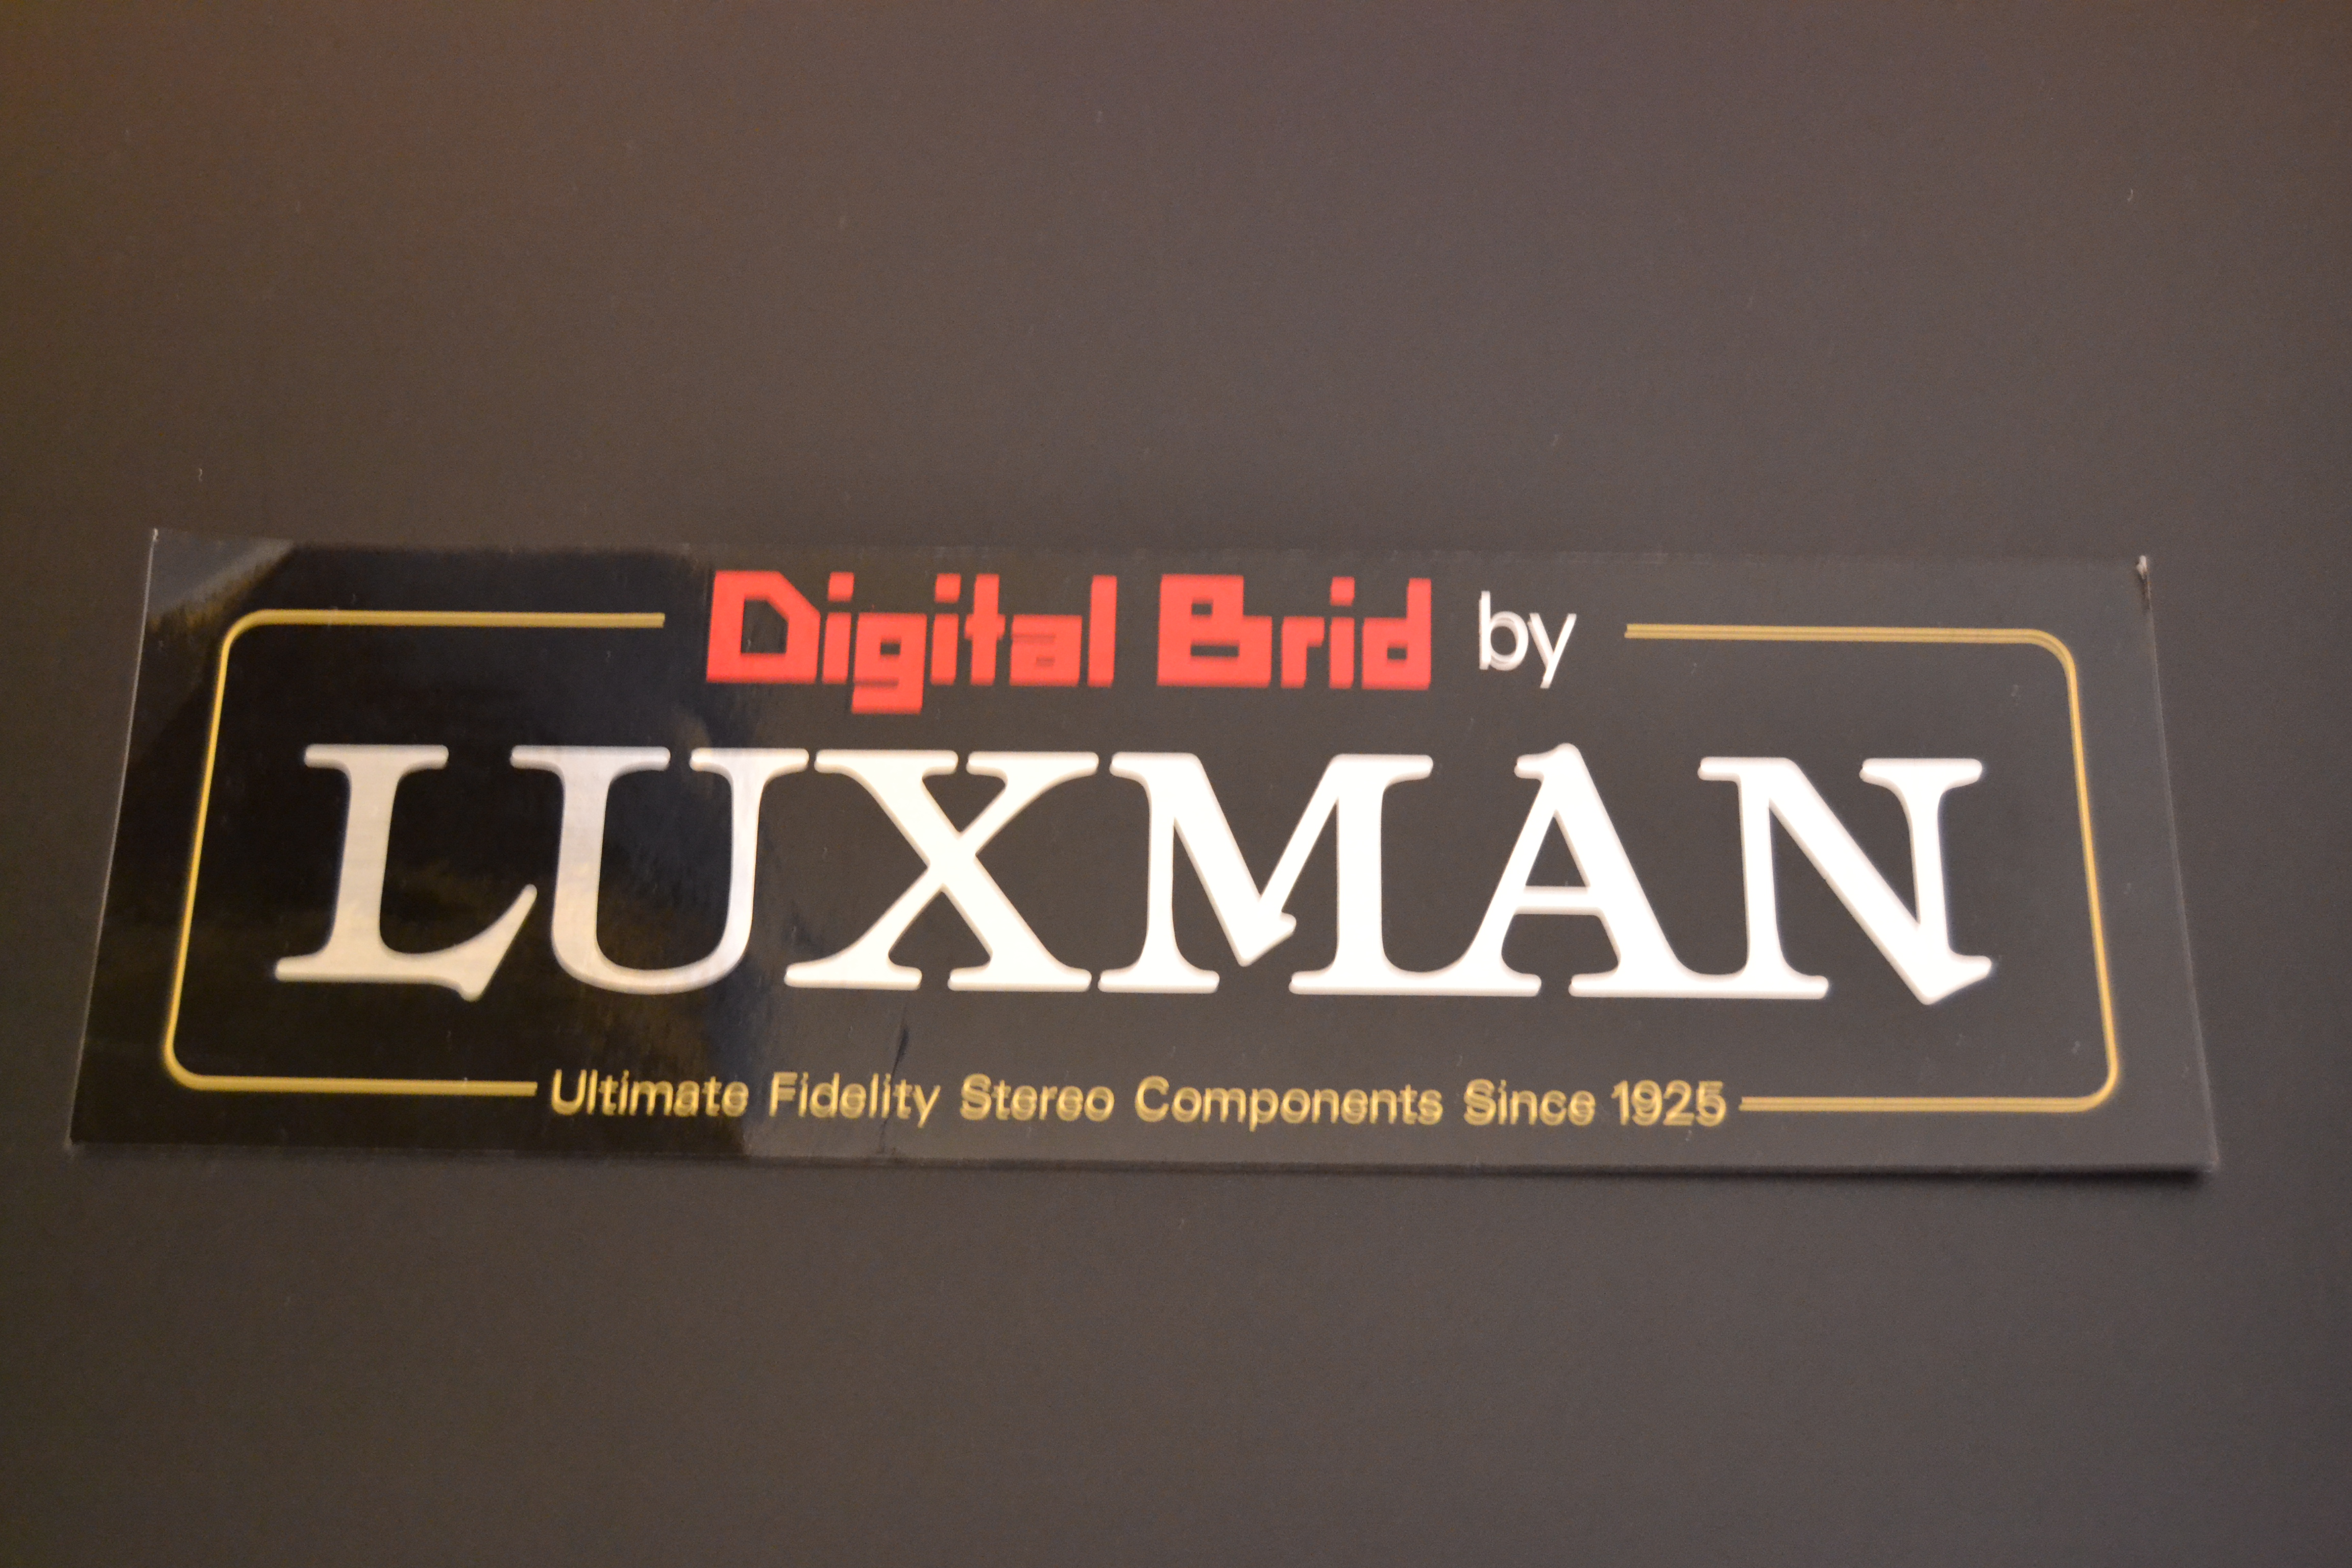 Digital Brid by
LUXMAN
Ultimate Fidelity Stereo Components Since 1925